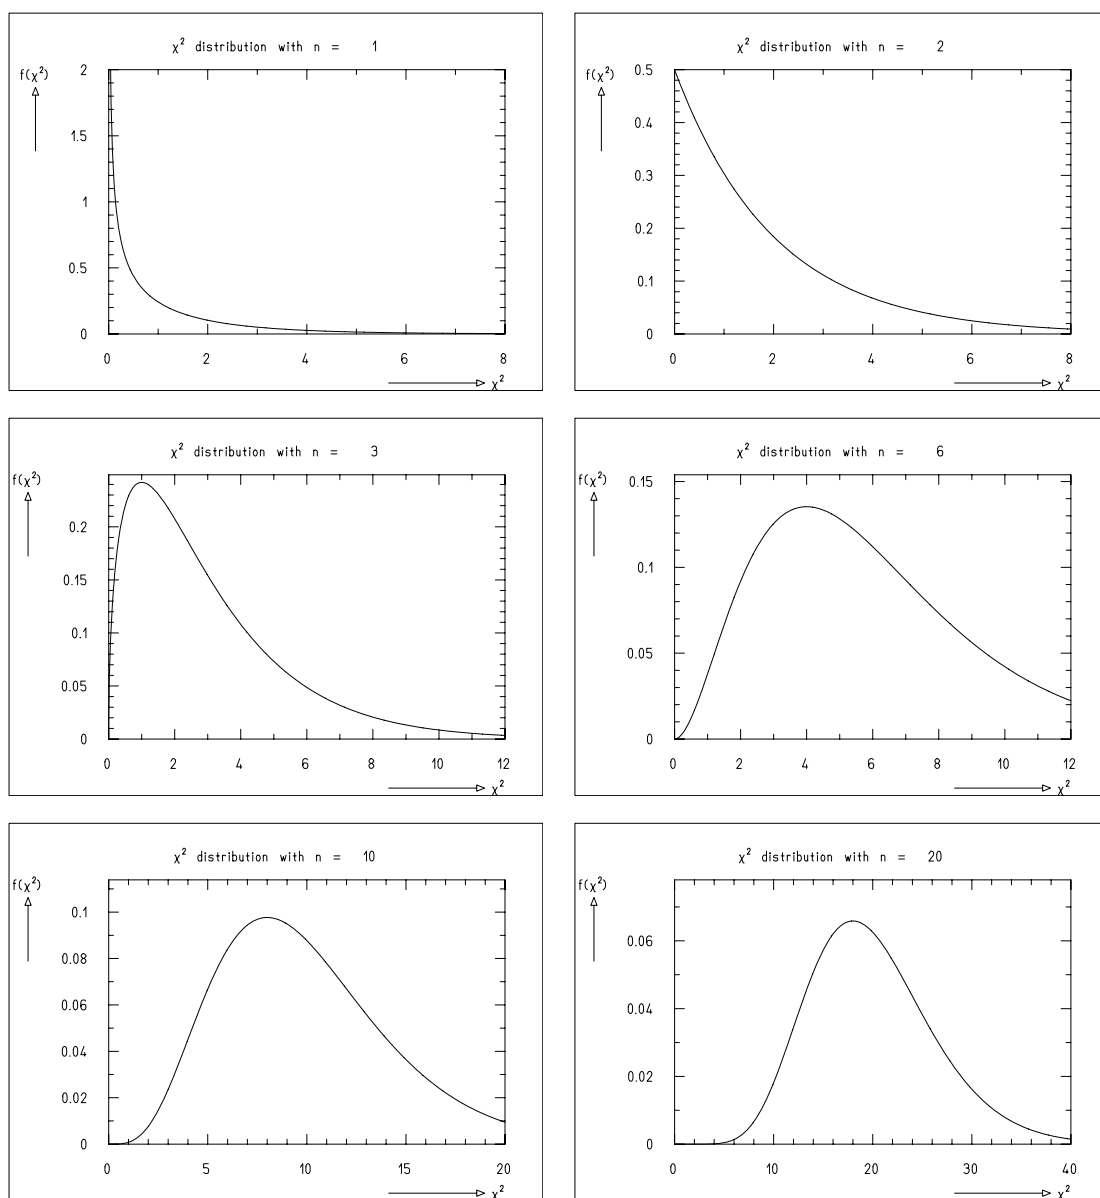 χ² distribution with n = 1
f(χ²)
2
1.5
1
0.5
0
0 2 4 6 8
χ²
χ² distribution with n = 2
f(χ²)
0.5
0.4
0.3
0.2
0.1
0
0 2 4 6 8
χ²
χ² distribution with n = 3
f(χ²)
0.2
0.15
0.1
0.05
0
0 2 4 6 8 10 12
χ²
χ² distribution with n = 6
f(χ²)
0.15
0.1
0.05
0
0 2 4 6 8 10 12
χ²
χ² distribution with n = 10
f(χ²)
0.1
0.08
0.06
0.04
0.02
0
0 5 10 15 20
χ²
χ² distribution with n = 20
f(χ²)
0.06
0.04
0.02
0
0 10 20 30 40
χ²